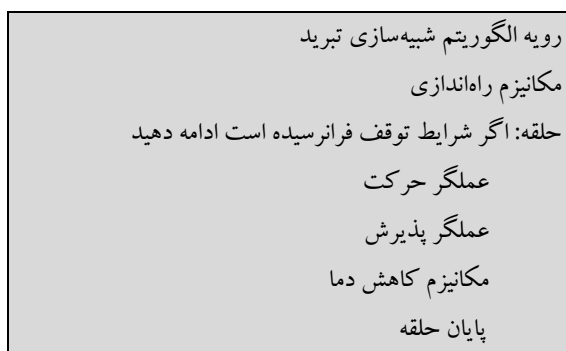 رویه الگوریتم شبیه‌سازی تبرید
مکانیزم راه‌اندازی
حلقه: اگر شرایط توقف فرانرسیده است ادامه دهید
عملگر حرکت
عملگر پذیرش
مکانیزم کاهش دما
پایان حلقه